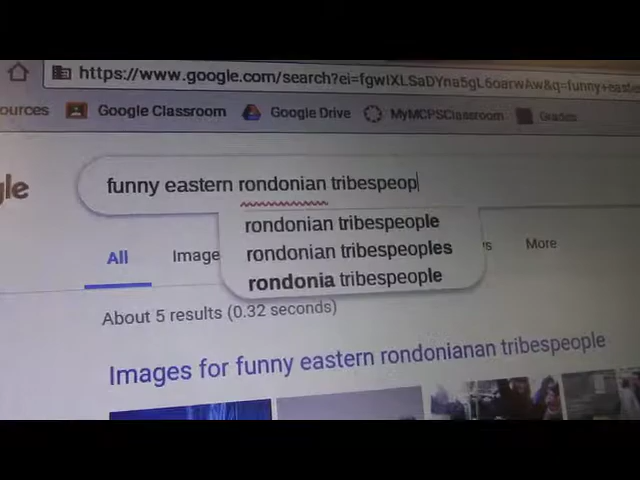 https://www.google.com/search?ei=fgwIXLSaDYna5gL6oarwAw&q=funny+easte
ources Google Classroom Google Drive MyMCPSClassroom Grades
gle funny eastern rondonian tribespeop
rondonian tribespeople
rondonian tribespeoples
rondonia tribespeople
All Image s More
About 5 results (0.32 seconds)
Images for funny eastern rondonianan tribespeople